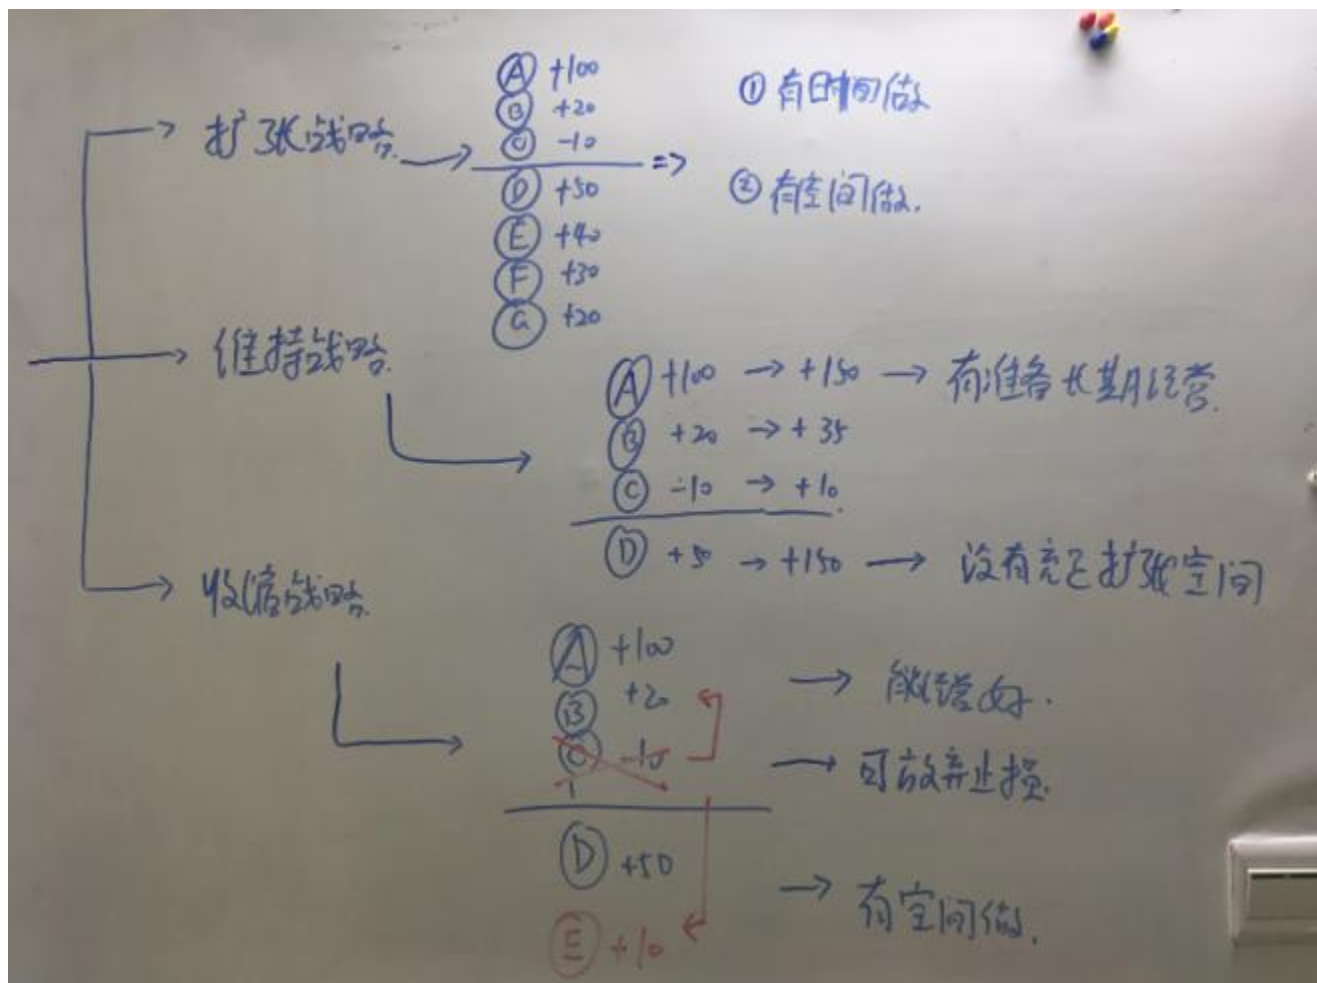 扩张战略 →
Ⓐ +100
Ⓑ +20
Ⓒ -10
Ⓓ +50
Ⓔ +40
Ⓕ +30
Ⓖ +20
=>
① 有时间做
② 有空间做.
维持战略.
Ⓐ +100 → +150 → 有准备长期经营.
Ⓑ +20 → +35
Ⓒ -10 → +10.
Ⓓ +50 → +150 → 没有充足扩张空间
收缩战略.
Ⓐ +100
Ⓑ +20
Ⓒ -10
Ⓓ +50
Ⓔ +10
→ 能经营好.
→ 可放弃止损.
→ 有空间做.